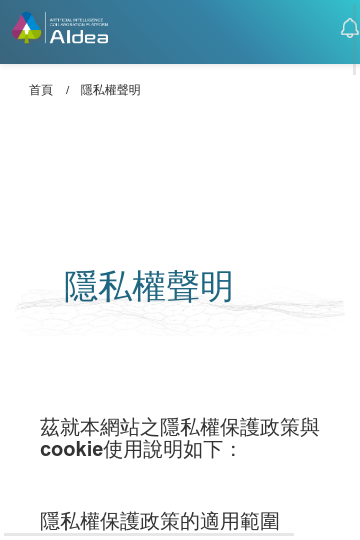 ARTIFICIAL INTELLIGENCE
COLLABORATION PLATFORM
AIdea
首頁 / 隱私權聲明
隱私權聲明
茲就本網站之隱私權保護政策與
cookie使用說明如下：
隱私權保護政策的適用範圍